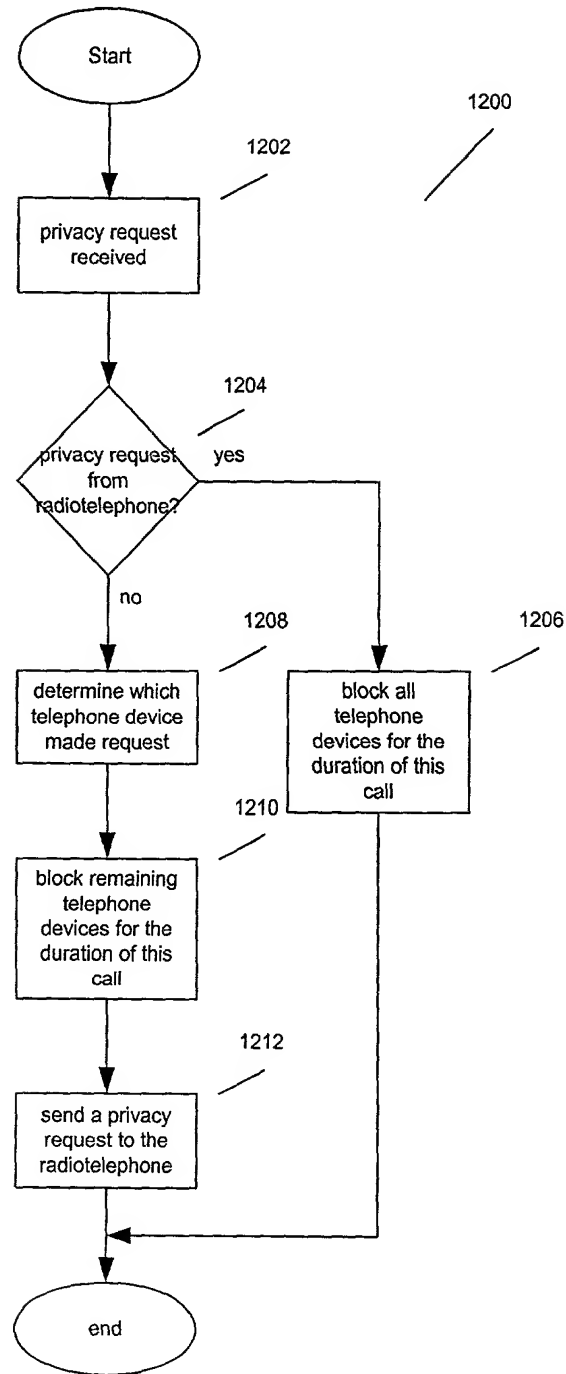 Start
1200
1202
privacy request
received
1204
privacy request
from
radiotelephone?
yes
no
1208
determine which
telephone device
made request
1206
block all
telephone
devices for the
duration of this
call
1210
block remaining
telephone
devices for the
duration of this
call
1212
send a privacy
request to the
radiotelephone
end